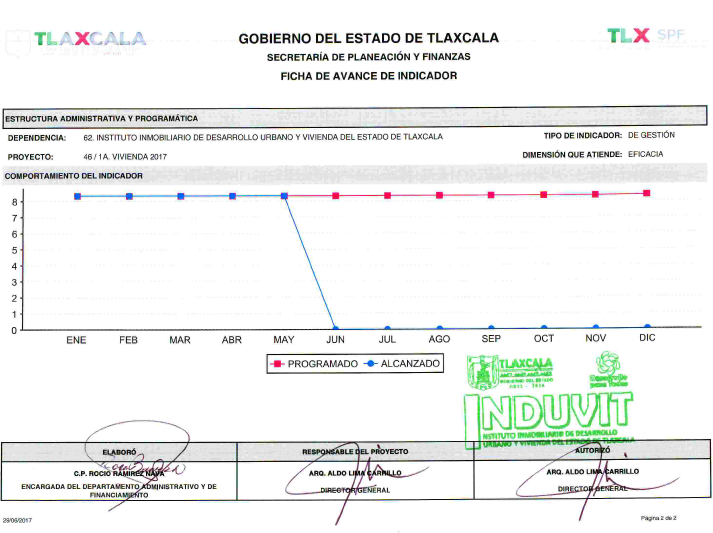 TLAXCALA
GOBIERNO DEL ESTADO DE TLAXCALA
TLX SPF
SECRETARÍA DE PLANEACIÓN Y FINANZAS
FICHA DE AVANCE DE INDICADOR
ESTRUCTURA ADMINISTRATIVA Y PROGRAMÁTICA
DEPENDENCIA: 62. INSTITUTO INMOBILIARIO DE DESARROLLO URBANO Y VIVIENDA DEL ESTADO DE TLAXCALA TIPO DE INDICADOR: DE GESTIÓN
PROYECTO: 46 / 1A. VIVIENDA 2017 DIMENSIÓN QUE ATIENDE: EFICACIA
COMPORTAMIENTO DEL INDICADOR
8
7
6
5
4
3
2
1
0
ENE FEB MAR ABR MAY JUN JUL AGO SEP OCT NOV DIC
PROGRAMADO ALCANZADO
TLAXCALA
INDUVIT
INSTITUTO INMOBILIARIO DE DESARROLLO
URBANO Y VIVIENDA DEL ESTADO DE TLAXCALA
ELABORÓ RESPONSABLE DEL PROYECTO AUTORIZÓ
C.P. ROCIO RAMIREZ NAVA ARG. ALDO LIMA CARRILLO ARG. ALDO LIMA CARRILLO
ENCARGADA DEL DEPARTAMENTO ADMINISTRATIVO Y DE FINANCIAMIENTO DIRECTOR GENERAL DIRECTOR GENERAL
29/06/2017 Página 2 de 2